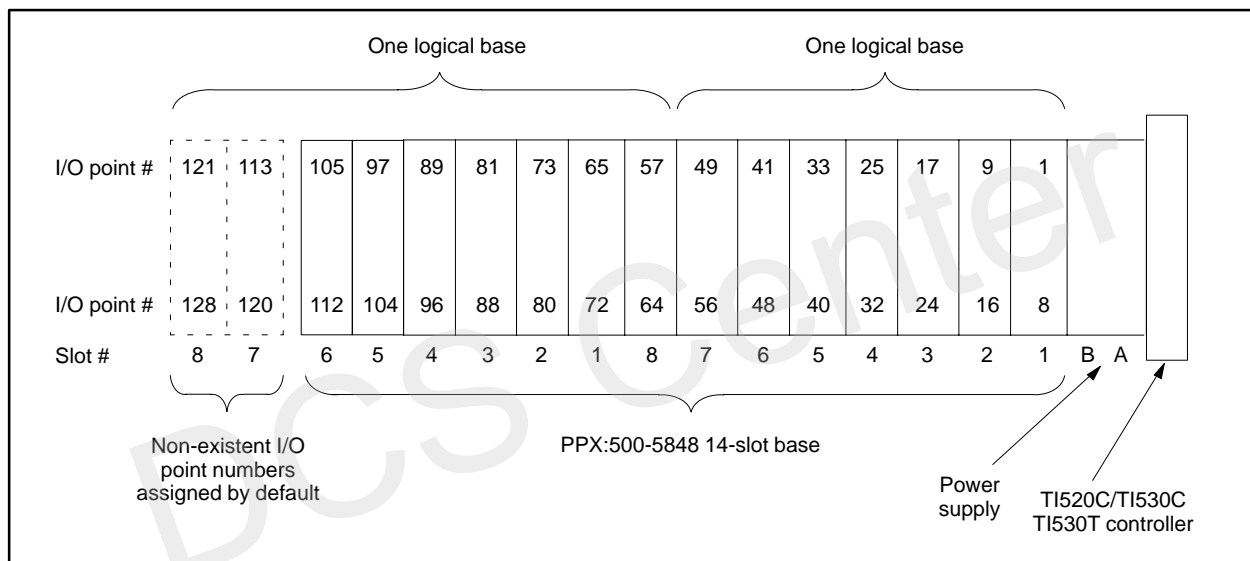 One logical base One logical base
I/O point # 121 113 105 97 89 81 73 65 57 49 41 33 25 17 9 1
I/O point # 128 120 112 104 96 88 80 72 64 56 48 40 32 24 16 8
Slot # 8 7 6 5 4 3 2 1 8 7 6 5 4 3 2 1 B A
Non-existent I/O
point numbers
assigned by default
PPX:500-5848 14-slot base
Power
supply
TI520C/TI530C
TI530T controller
DCS Center